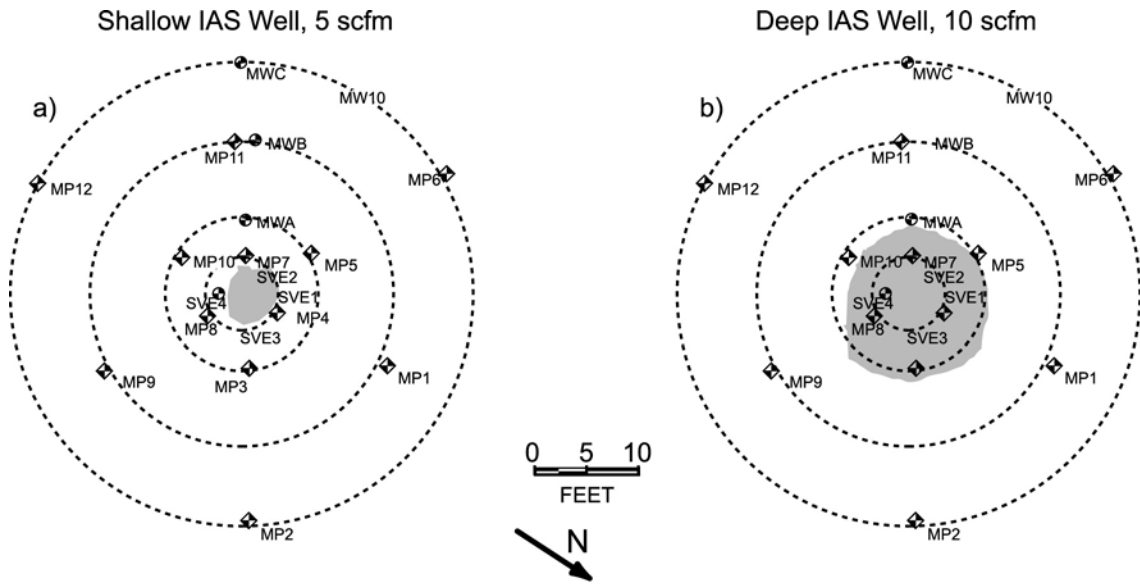 Shallow IAS Well, 5 scfm
Deep IAS Well, 10 scfm
a)
MWC
MW10
MP11
MWB
MP12
MP6
MWA
MP10
MP7
MP5
SVE2
SVE4
SVE1
MP8
MP4
SVE3
MP9
MP3
MP1
MP2
b)
MWC
MW10
MP11
MWB
MP12
MP6
MWA
MP10
MP7
MP5
SVE2
SVE4
SVE1
MP8
SVE3
MP9
MP1
MP2
0 5 10
FEET
N